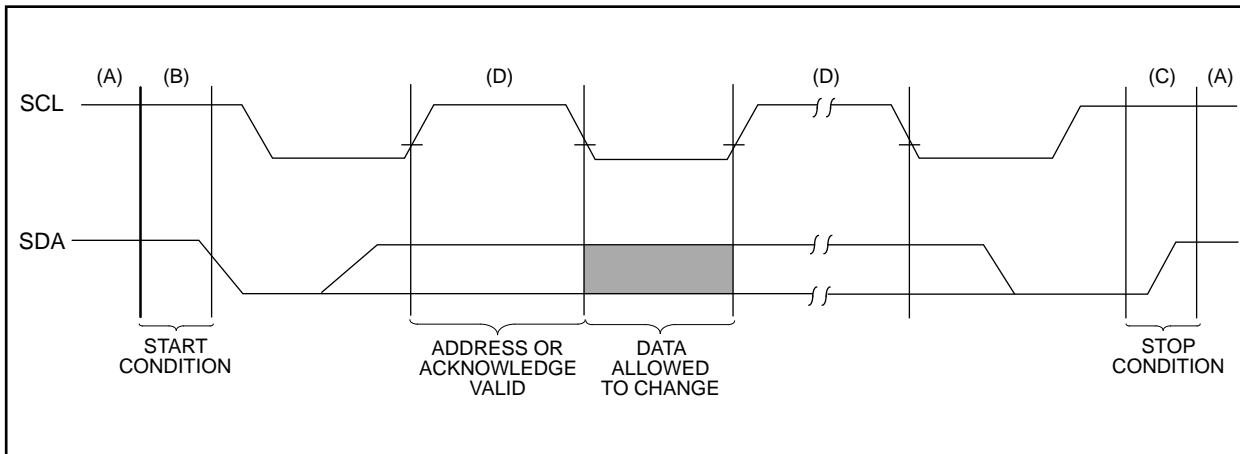 (A) (B) (D) (D) (C) (A)
SCL
SDA
START
CONDITION
ADDRESS OR
ACKNOWLEDGE
VALID
DATA
ALLOWED
TO CHANGE
STOP
CONDITION